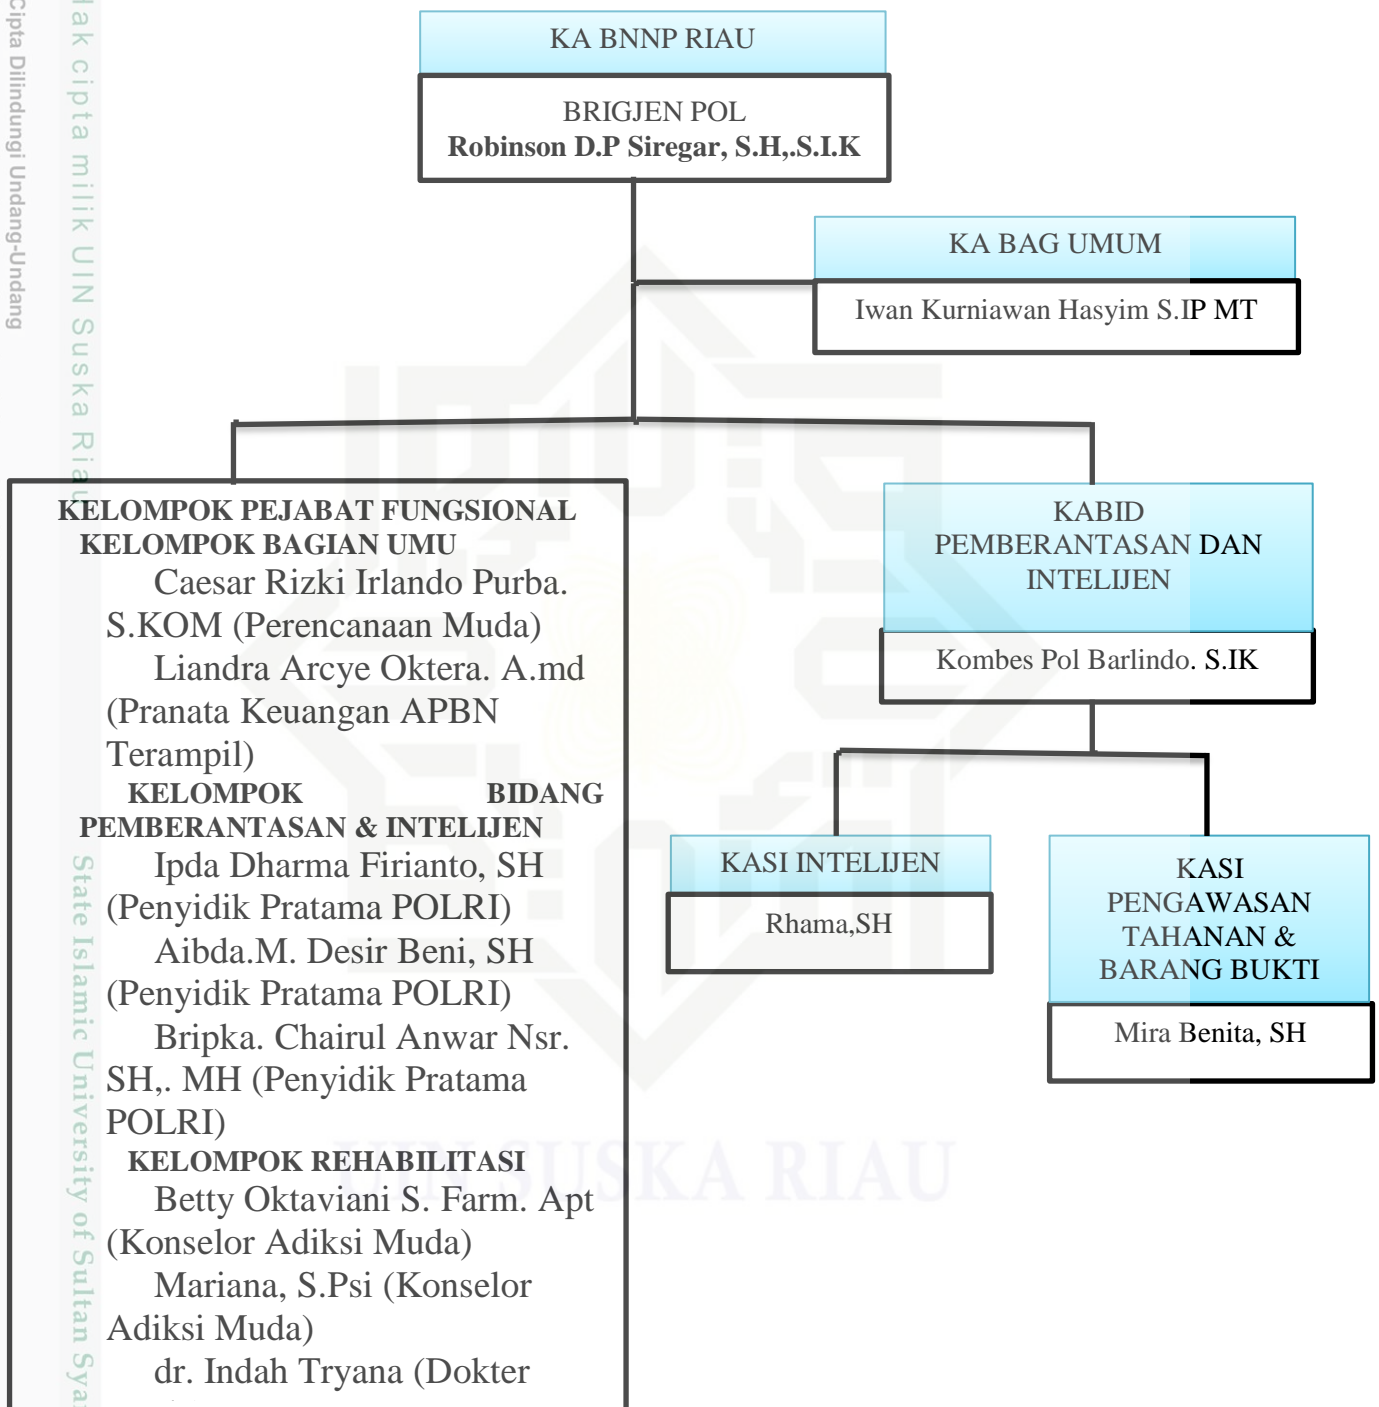 KA BNNP RIAU
BRIGJEN POL
Robinson D.P Siregar, S.H,.S.I.K
KA BAG UMUM
Iwan Kurniawan Hasyim S.IP MT
KELOMPOK PEJABAT FUNGSIONAL
KELOMPOK BAGIAN UMU
Caesar Rizki Irlando Purba.
S.KOM (Perencanaan Muda)
Liandra Arcye Oktera. A.md
(Pranata Keuangan APBN
Terampil)
KELOMPOK BIDANG
PEMBERANTASAN & INTELIJEN
Ipda Dharma Firianto, SH
(Penyidik Pratama POLRI)
Aibda.M. Desir Beni, SH
(Penyidik Pratama POLRI)
Bripka. Chairul Anwar Nsr.
SH,. MH (Penyidik Pratama
POLRI)
KELOMPOK REHABILITASI
Betty Oktaviani S. Farm. Apt
(Konselor Adiksi Muda)
Mariana, S.Psi (Konselor
Adiksi Muda)
dr. Indah Tryana (Dokter
KABID
PEMBERANTASAN DAN
INTELIJEN
Kombes Pol Barlindo. S.IK
KASI INTELIJEN
Rhama,SH
KASI
PENGAWASAN
TAHANAN &
BARANG BUKTI
Mira Benita, SH
UIN SUSKA RIAU
Cipta Dilindungi Undang-Undang
lak cipta milik UIN Suska Riau
State Islamic University of Sultan Sya